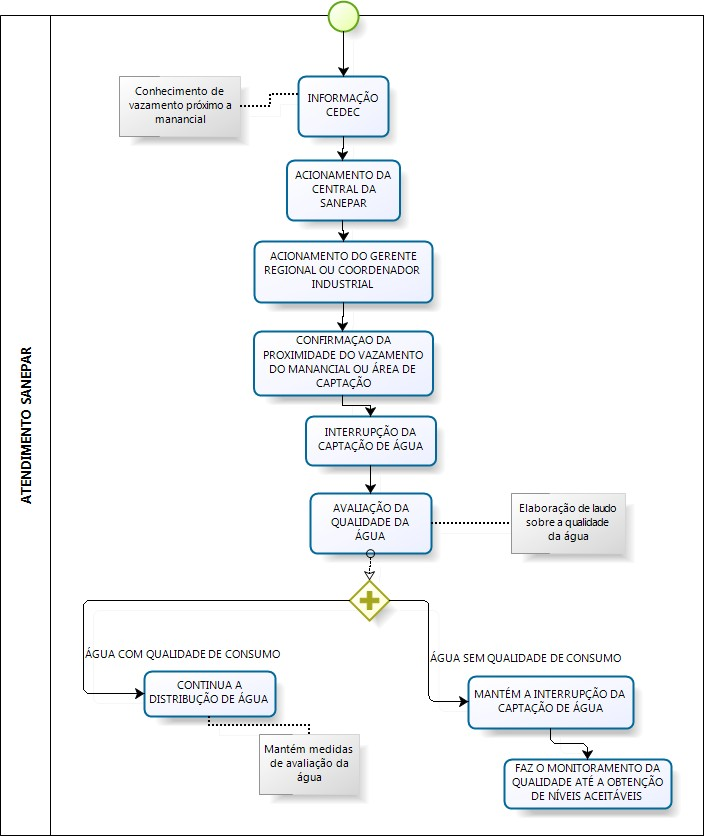 ATENDIMENTO SANEPAR
Conhecimento de
vazamento próximo a
manancial
INFORMAÇÃO
CEDEC
ACIONAMENTO DA
CENTRAL DA
SANEPAR
ACIONAMENTO DO GERENTE
REGIONAL OU COORDENADOR
INDUSTRIAL
CONFIRMAÇAO DA
PROXIMIDADE DO VAZAMENTO
DO MANANCIAL OU ÁREA DE
CAPTAÇÃO
INTERRUPÇÃO DA
CAPTAÇÃO DE ÁGUA
AVALIAÇÃO DA
QUALIDADE DA
ÁGUA
Elaboração de laudo
sobre a qualidade
da água
ÁGUA COM QUALIDADE DE CONSUMO
ÁGUA SEM QUALIDADE DE CONSUMO
CONTINUA A
DISTRIBUÇÃO DE ÁGUA
MANTÉM A INTERRUPÇÃO DA
CAPTAÇÃO DE ÁGUA
Mantém medidas
de avaliação da
água
FAZ O MONITORAMENTO DA
QUALIDADE ATÉ A OBTENÇÃO
DE NÍVEIS ACEITÁVEIS